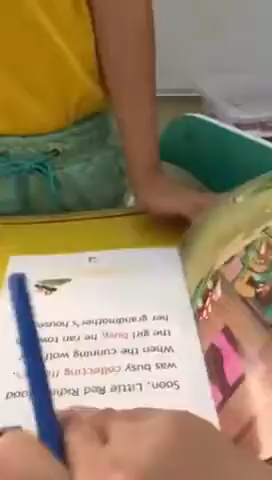 Soon, Little Red Riding Hood
was busy collecting
When the cunning wolf
the girl busy, he ran
her grandmother's house